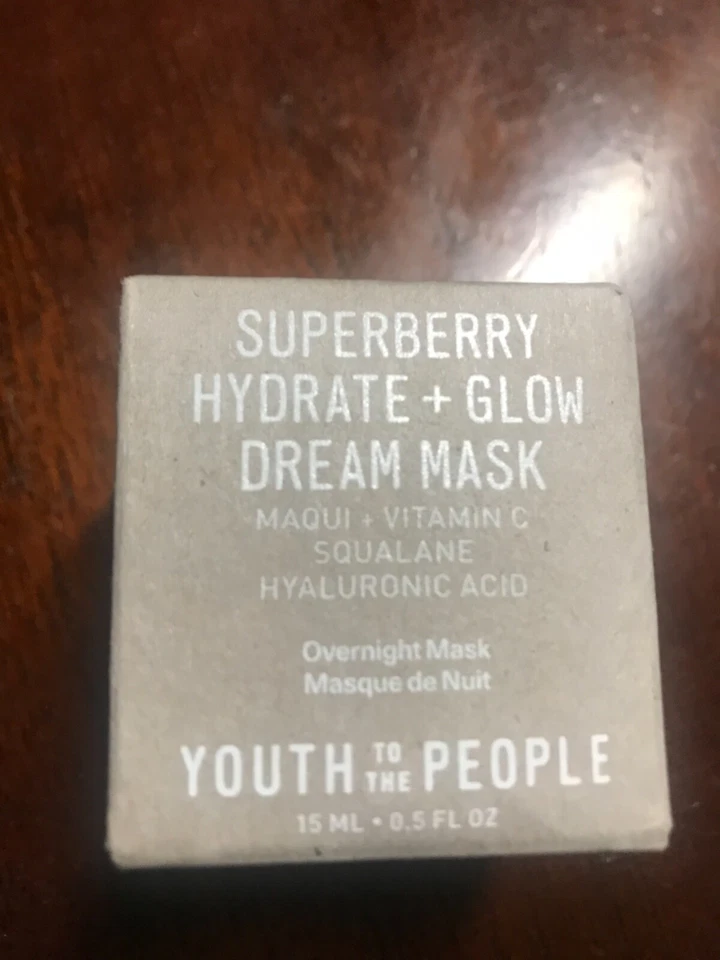 SUPERBERRY
HYDRATE + GLOW
DREAM MASK
MAQUI + VITAMIN C
SQUALANE
HYALURONIC ACID
Overnight Mask
Masque de Nuit
YOUTH TO THE PEOPLE
15 ML • 0.5 FL OZ